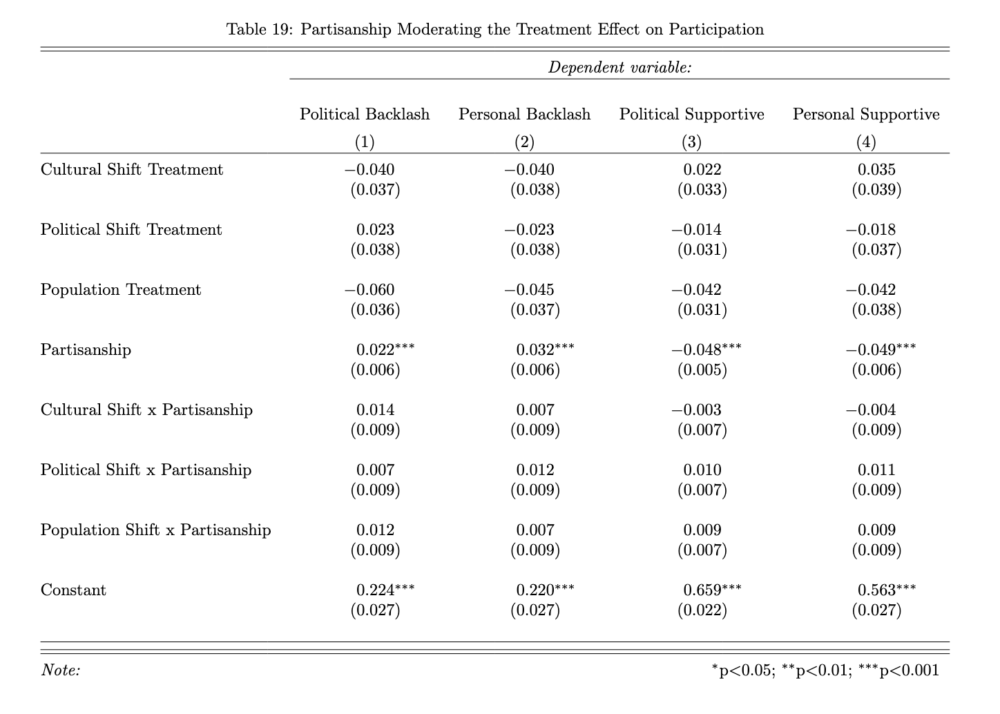 Table 19: Partisanship Moderating the Treatment Effect on Participation
Dependent variable:
Political Backlash Personal Backlash Political Supportive Personal Supportive
(1) (2) (3) (4)
Cultural Shift Treatment −0.040 −0.040 0.022 0.035
(0.037) (0.038) (0.033) (0.039)
Political Shift Treatment 0.023 −0.023 −0.014 −0.018
(0.038) (0.038) (0.031) (0.037)
Population Treatment −0.060 −0.045 −0.042 −0.042
(0.036) (0.037) (0.031) (0.038)
Partisanship 0.022*** 0.032*** −0.048*** −0.049***
(0.006) (0.006) (0.005) (0.006)
Cultural Shift x Partisanship 0.014 0.007 −0.003 −0.004
(0.009) (0.009) (0.007) (0.009)
Political Shift x Partisanship 0.007 0.012 0.010 0.011
(0.009) (0.009) (0.007) (0.009)
Population Shift x Partisanship 0.012 0.007 0.009 0.009
(0.009) (0.009) (0.007) (0.009)
Constant 0.224*** 0.220*** 0.659*** 0.563***
(0.027) (0.027) (0.022) (0.027)
Note: *p<0.05; **p<0.01; ***p<0.001